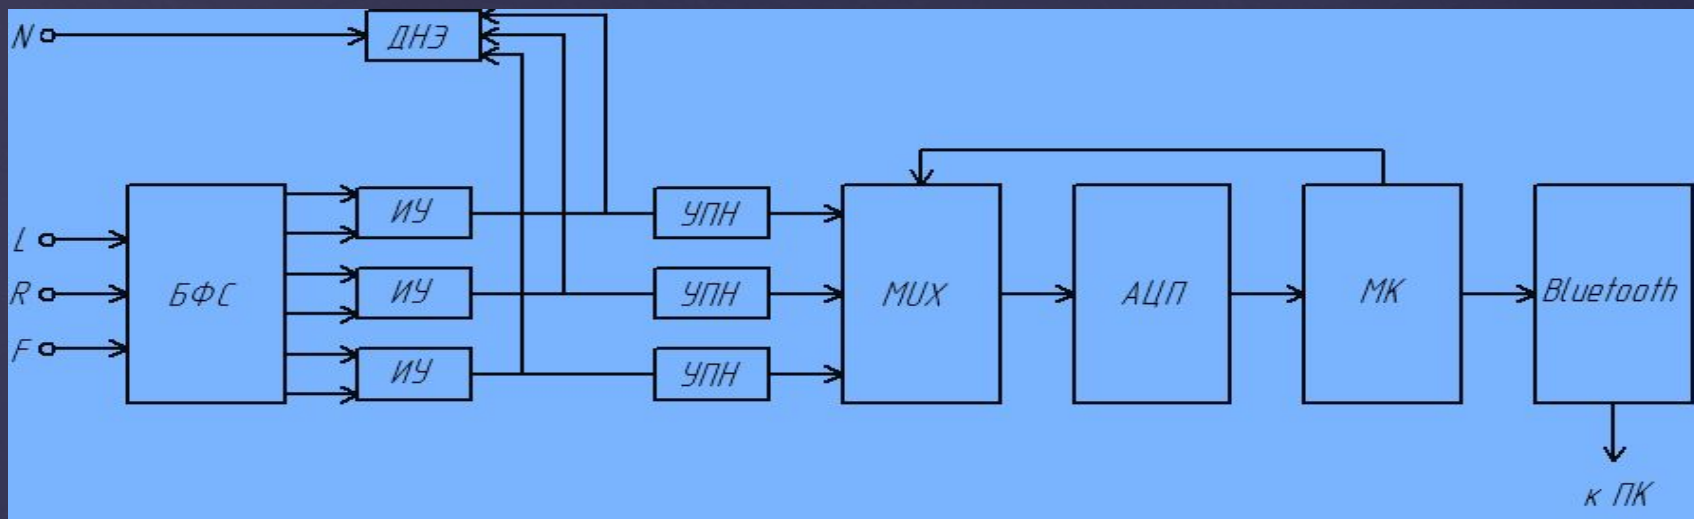 N
ДНЭ
L
R
F
БФС
ИУ
ИУ
ИУ
УПН
УПН
УПН
MUX
АЦП
МК
Bluetooth
к ПК